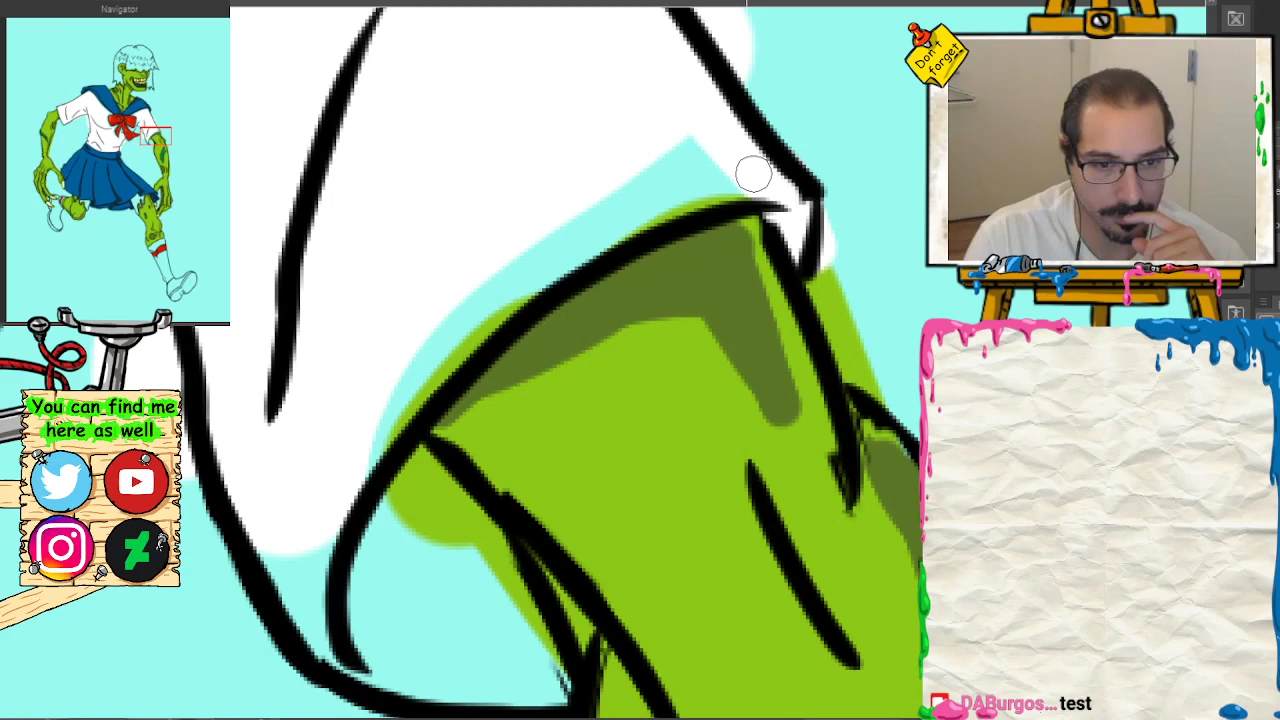 Navigator
Don't
forget
You can find me
here as well
DABurgos... test